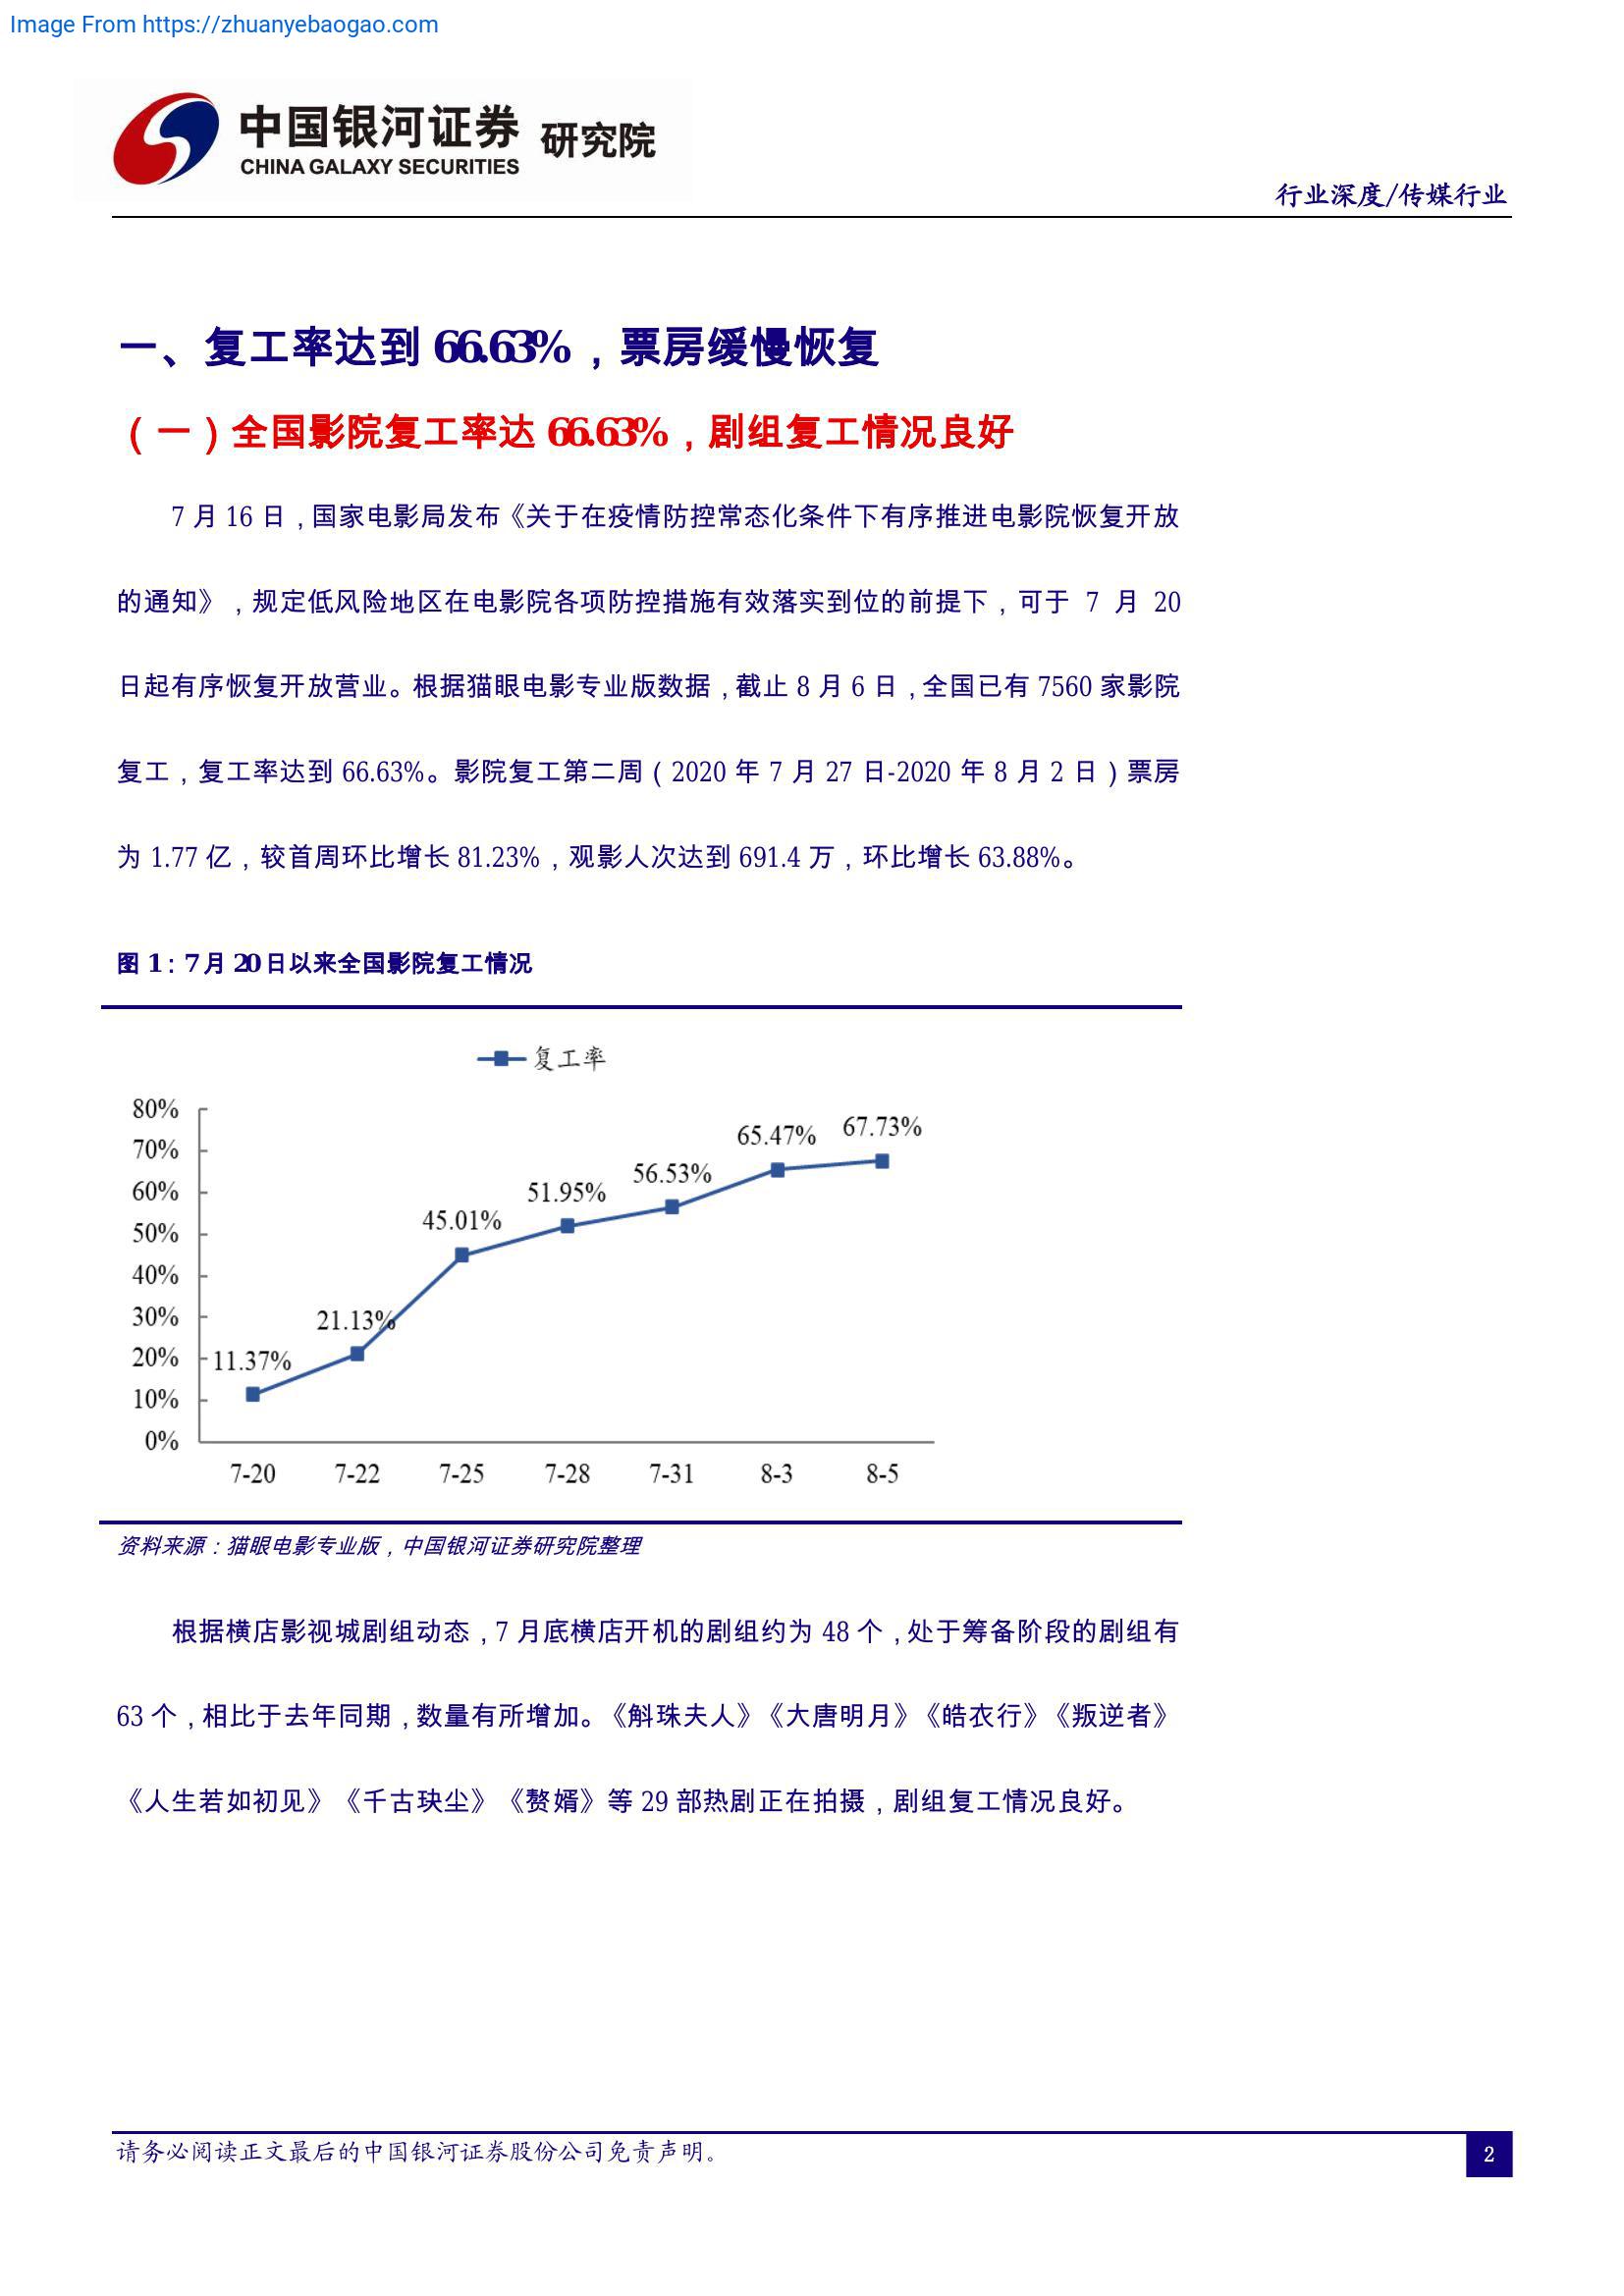 Image From https://zhuanyebaogao.com
中国银河证券 研究院
CHINA GALAXY SECURITIES
行业深度/传媒行业
一、复工率达到 66.63%，票房缓慢恢复
（一）全国影院复工率达 66.63%，剧组复工情况良好
7 月 16 日，国家电影局发布《关于在疫情防控常态化条件下有序推进电影院恢复开放
的通知》，规定低风险地区在电影院各项防控措施有效落实到位的前提下，可于 7 月 20
日起有序恢复开放营业。根据猫眼电影专业版数据，截止 8 月 6 日，全国已有 7560 家影院
复工，复工率达到 66.63%。影院复工第二周（2020 年 7 月 27 日-2020 年 8 月 2 日）票房
为 1.77 亿，较首周环比增长 81.23%，观影人次达到 691.4 万，环比增长 63.88%。
图 1：7 月 20 日以来全国影院复工情况
复工率
80%
70%
60%
50%
40%
30%
20%
10%
0%
11.37%
21.13%
45.01%
51.95%
56.53%
65.47%
67.73%
7-20 7-22 7-25 7-28 7-31 8-3 8-5
资料来源：猫眼电影专业版，中国银河证券研究院整理
根据横店影视城剧组动态，7 月底横店开机的剧组约为 48 个，处于筹备阶段的剧组有
63 个，相比于去年同期，数量有所增加。《斛珠夫人》《大唐明月》《皓衣行》《叛逆者》
《人生若如初见》《千古玦尘》《赘婿》等 29 部热剧正在拍摄，剧组复工情况良好。
请务必阅读正文最后的中国银河证券股份公司免责声明。
2